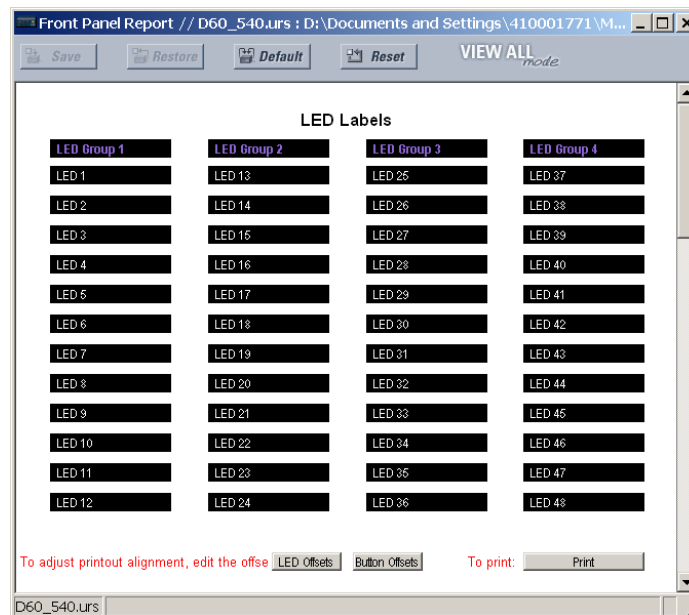 Front Panel Report // D60_540.urs : D:\Documents and Settings\410001771\M...
Save Restore Default Reset VIEW ALL mode
LED Labels
LED Group 1 LED Group 2 LED Group 3 LED Group 4
LED 1 LED 13 LED 25 LED 37
LED 2 LED 14 LED 26 LED 38
LED 3 LED 15 LED 27 LED 39
LED 4 LED 16 LED 28 LED 40
LED 5 LED 17 LED 29 LED 41
LED 6 LED 18 LED 30 LED 42
LED 7 LED 19 LED 31 LED 43
LED 8 LED 20 LED 32 LED 44
LED 9 LED 21 LED 33 LED 45
LED 10 LED 22 LED 34 LED 46
LED 11 LED 23 LED 35 LED 47
LED 12 LED 24 LED 36 LED 48
To adjust printout alignment, edit the offse LED Offsets Button Offsets To print: Print
D60_540.urs